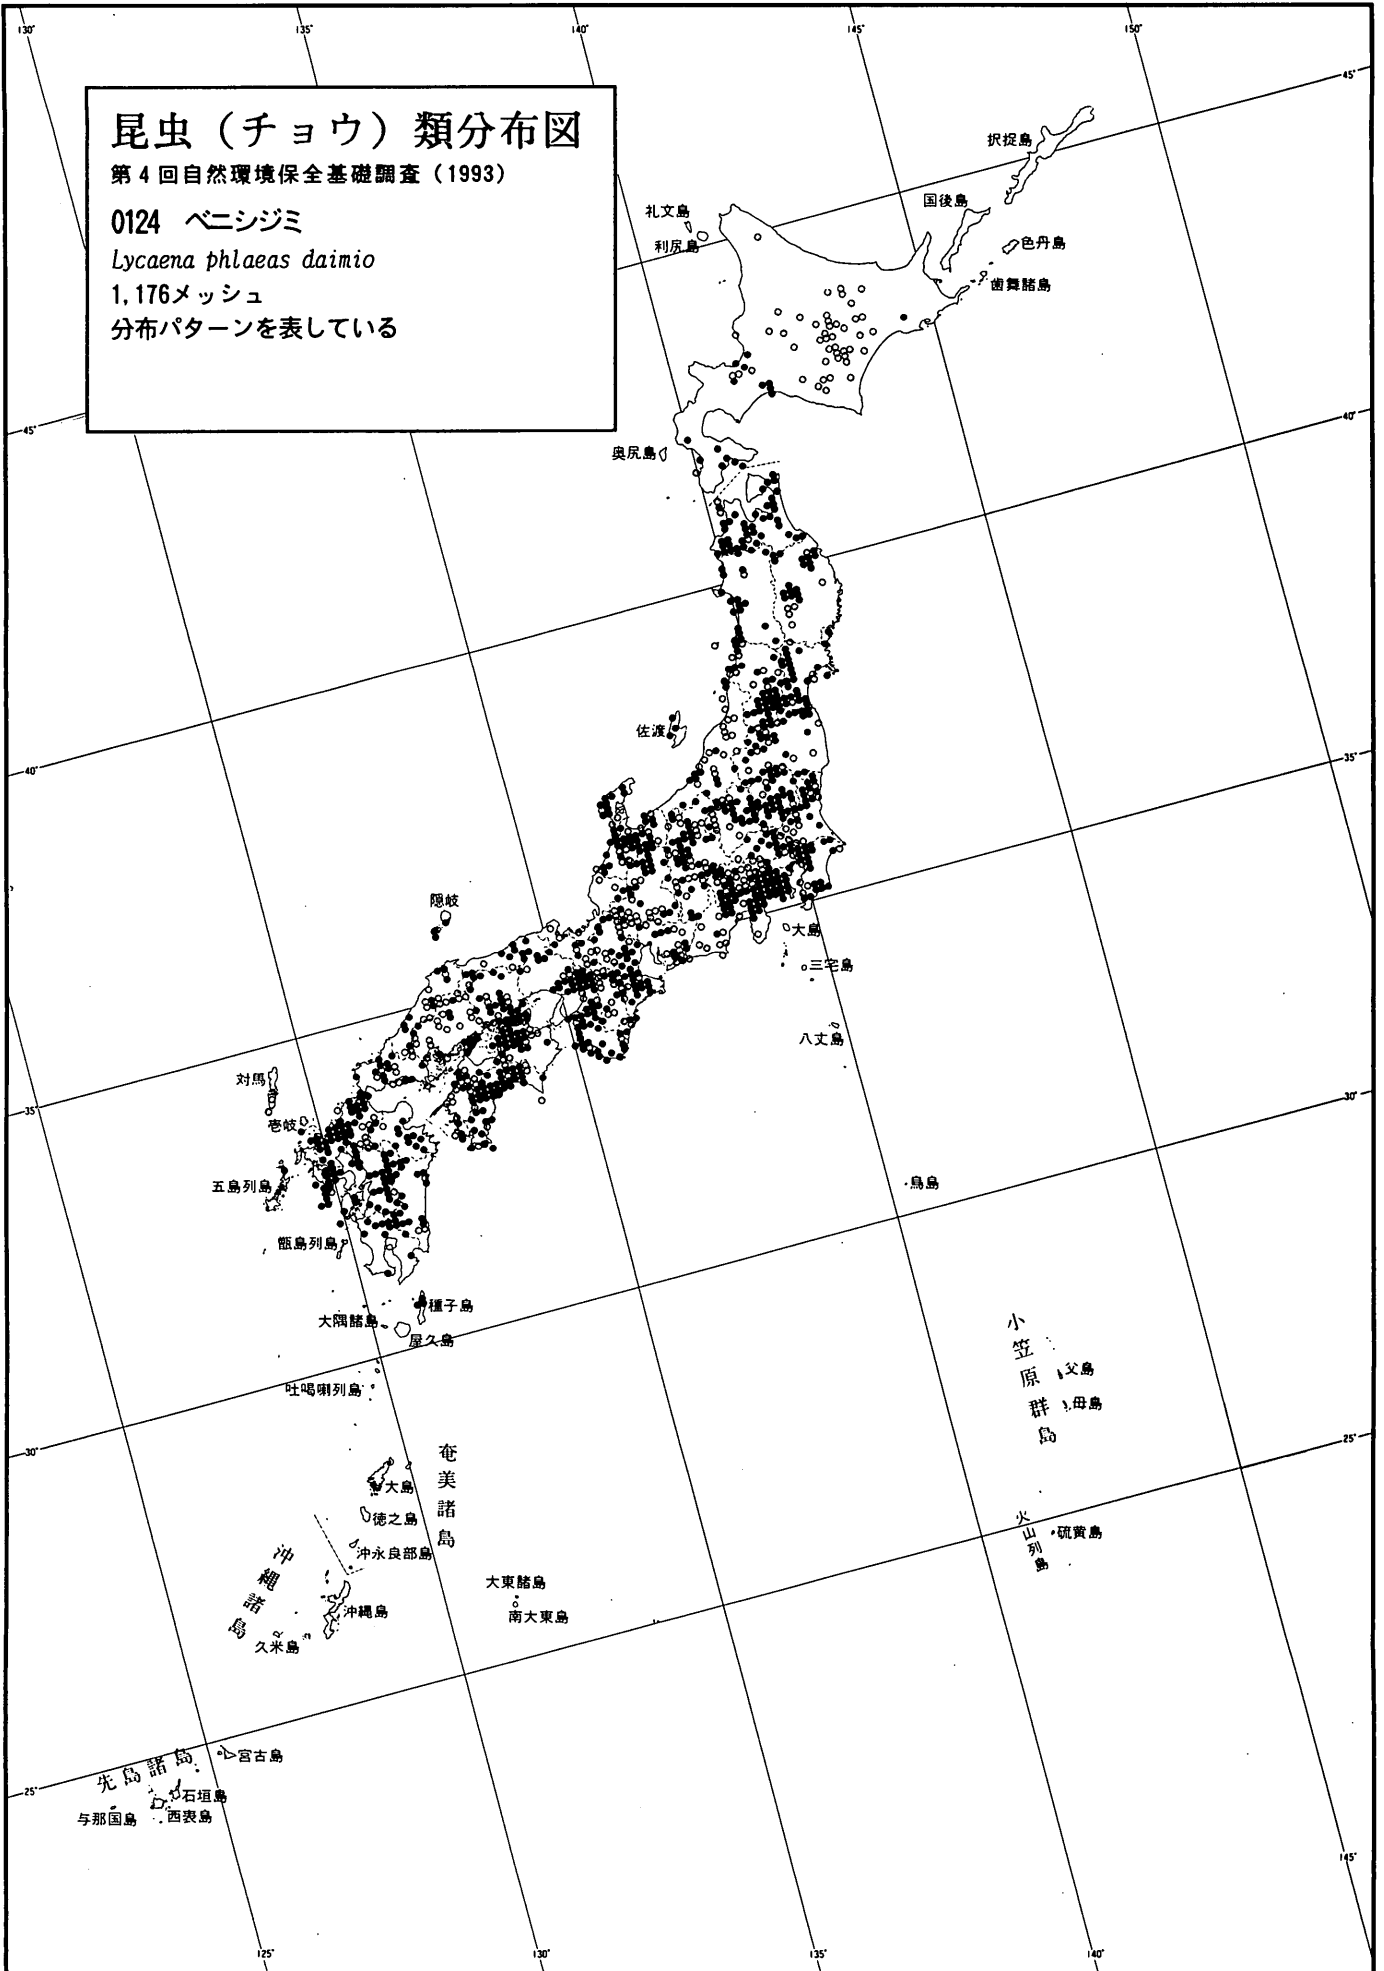 130°
135°
140°
145°
150°
45°
昆虫（チョウ）類分布図
第4回自然環境保全基礎調査（1993）
0124 ベニシジミ
Lycaena phlaeas daimio
1,176メッシュ
分布パターンを表している
択捉島
国後島
色丹島
歯舞諸島
礼文島
利尻島
45°
40°
奥尻島
佐渡
40°
35°
隠岐
大島
三宅島
八丈島
対馬
壱岐
35°
30°
五島列島
鳥島
甑島列島
種子島
大隅諸島
屋久島
吐噶喇列島
小笠原群島
父島
母島
30°
25°
奄美諸島
大島
徳之島
沖永良部島
沖縄諸島
沖縄島
久米島
大東諸島
南大東島
火山列島
硫黄島
先島諸島
宮古島
石垣島
西表島
与那国島
25°
145°
125°
130°
135°
140°